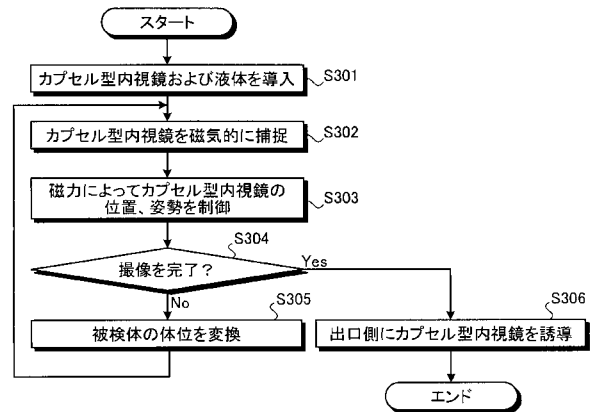 スタート
カプセル型内視鏡および液体を導入
S301
カプセル型内視鏡を磁気的に捕捉
S302
磁力によってカプセル型内視鏡の
位置、姿勢を制御
S303
S304
撮像を完了？
Yes
No
S305
被検体の体位を変換
S306
出口側にカプセル型内視鏡を誘導
エンド